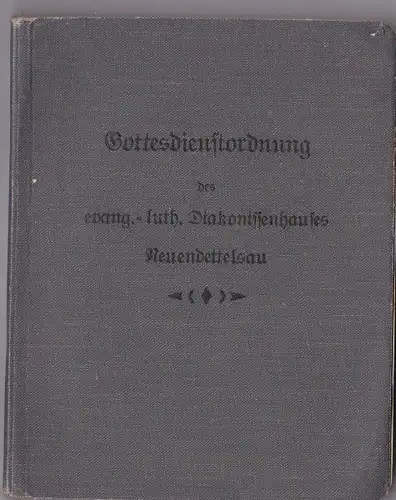 Gottesdienstordnung
des
evang.-luth. Diakonissenhauses
Neuendettelsau